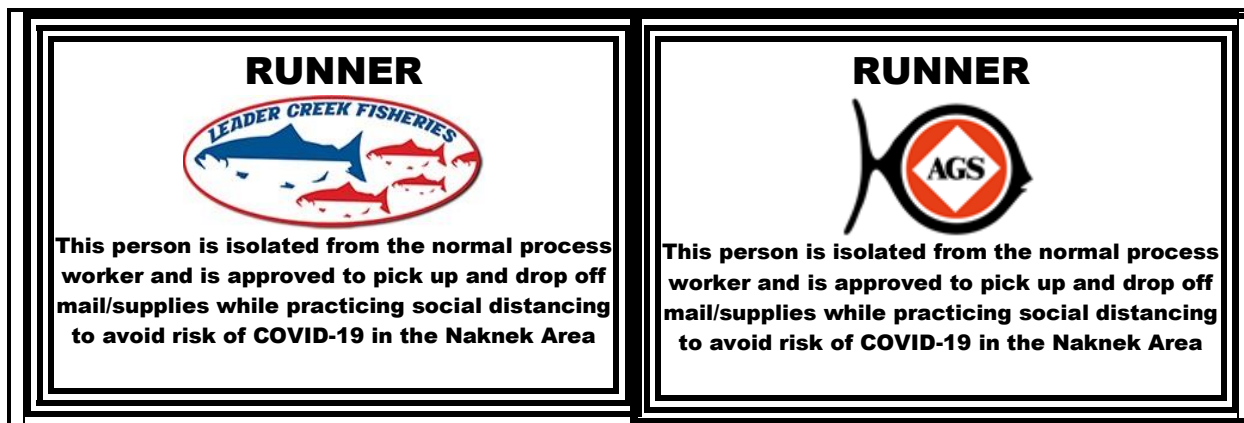 RUNNER
LEADER CREEK FISHERIES
This person is isolated from the normal process
worker and is approved to pick up and drop off
mail/supplies while practicing social distancing
to avoid risk of COVID-19 in the Naknek Area
RUNNER
AGS
This person is isolated from the normal process
worker and is approved to pick up and drop off
mail/supplies while practicing social distancing
to avoid risk of COVID-19 in the Naknek Area